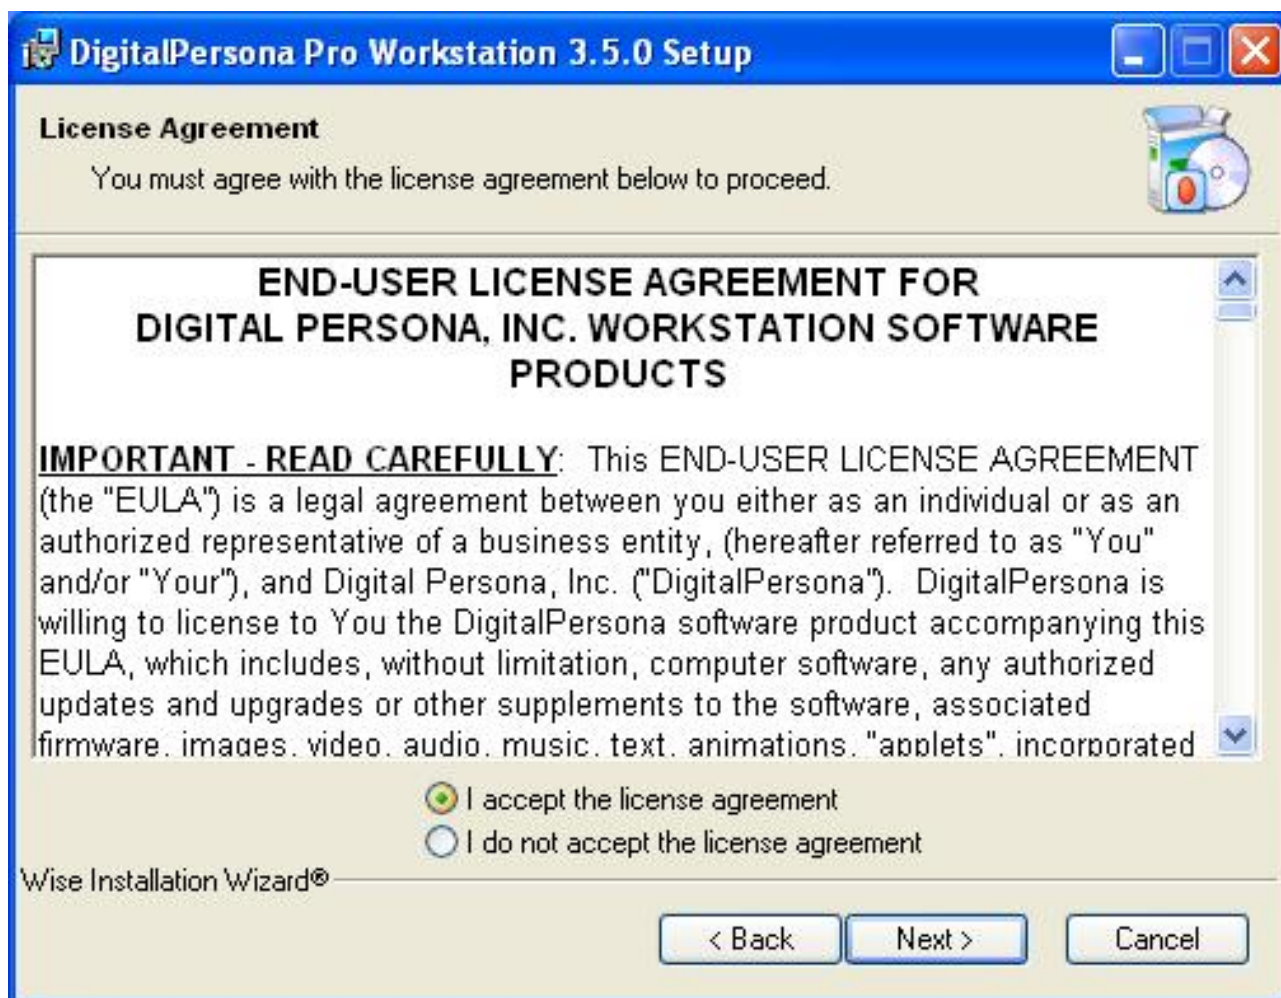 DigitalPersona Pro Workstation 3.5.0 Setup
License Agreement
You must agree with the license agreement below to proceed.
END-USER LICENSE AGREEMENT FOR
DIGITAL PERSONA, INC. WORKSTATION SOFTWARE
PRODUCTS
IMPORTANT - READ CAREFULLY: This END-USER LICENSE AGREEMENT
(the "EULA") is a legal agreement between you either as an individual or as an
authorized representative of a business entity, (hereafter referred to as "You"
and/or "Your"), and Digital Persona, Inc. ("DigitalPersona"). DigitalPersona is
willing to license to You the DigitalPersona software product accompanying this
EULA, which includes, without limitation, computer software, any authorized
updates and upgrades or other supplements to the software, associated
firmware, images, video, audio, music, text, animations, "applets", incorporated
I accept the license agreement
I do not accept the license agreement
Wise Installation Wizard®
< Back
Next >
Cancel